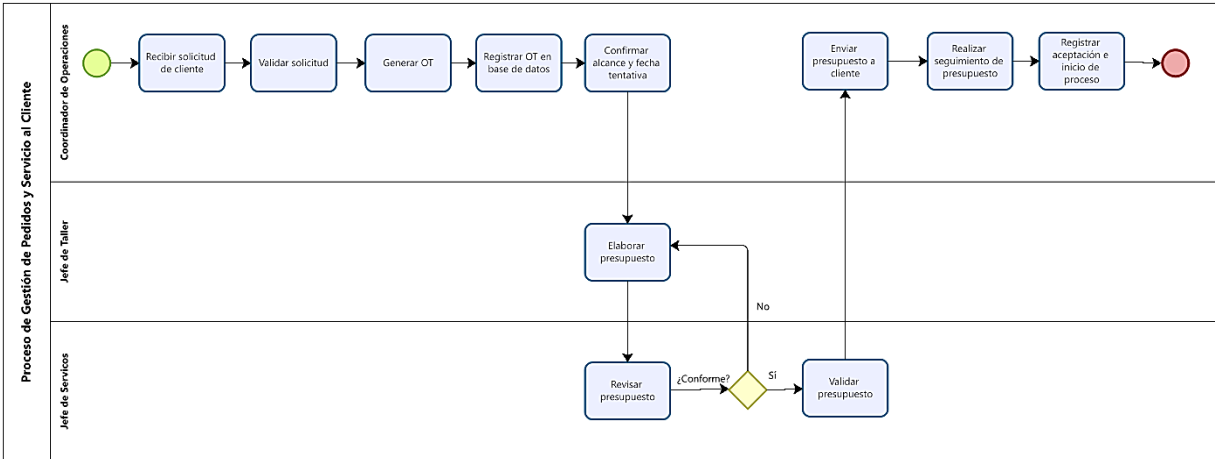 Proceso de Gestión de Pedidos y Servicio al Cliente
Coordinador de Operaciones
Recibir solicitud
de cliente
Validar solicitud
Generar OT
Registrar OT en
base de datos
Confirmar
alcance y fecha
tentativa
Enviar
presupuesto a
cliente
Realizar
seguimiento de
presupuesto
Registrar
aceptación e
inicio de
proceso
Jefe de Taller
Elaborar
presupuesto
No
Jefe de Servicos
Revisar
presupuesto
¿Conforme?
Sí
Validar
presupuesto